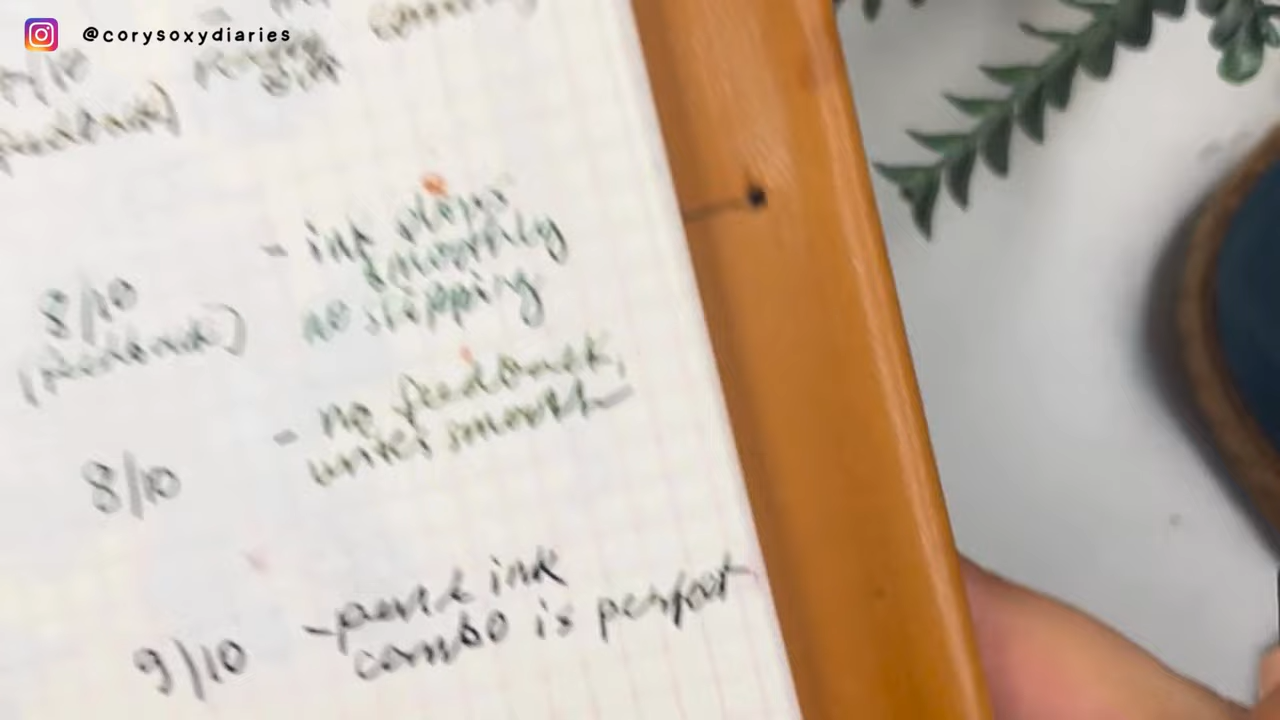 @corysoxydiaries
8/10
(feedback)
- ink flows
smoothly
no skipping
8/10
- no feedback,
writes smooth
9/10
- pen & ink
combo is perfect